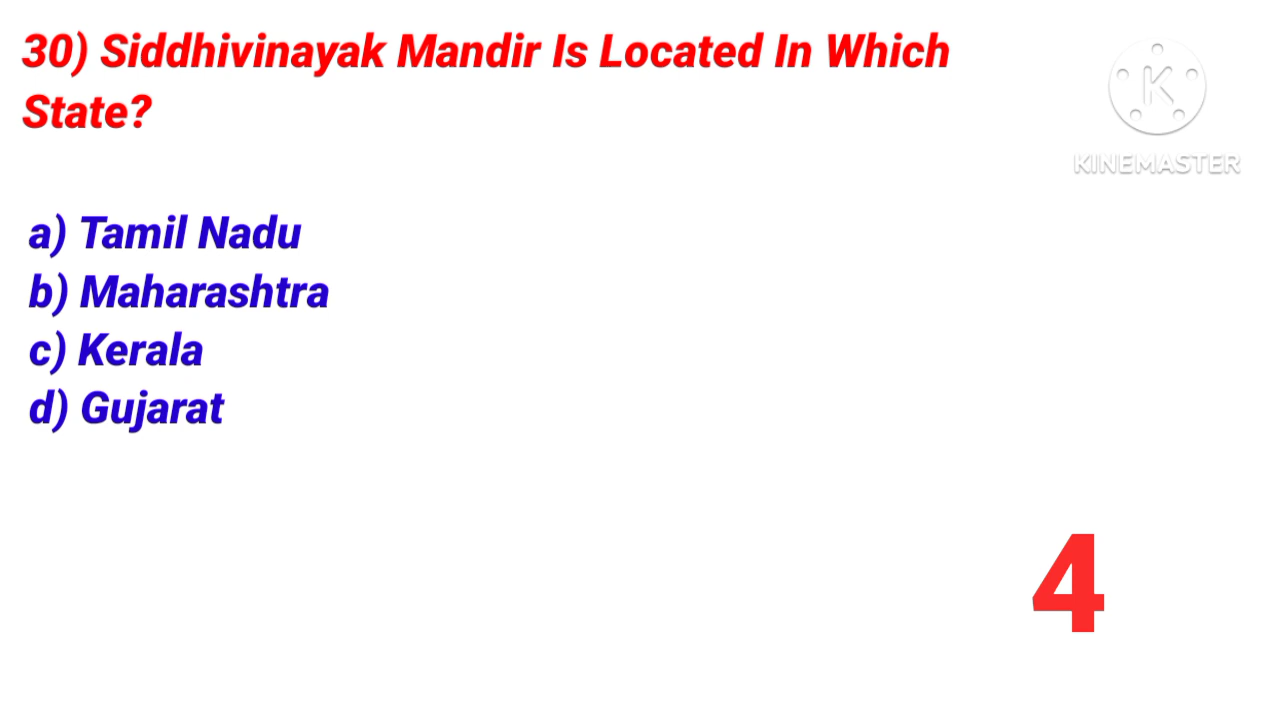 30) Siddhivinayak Mandir Is Located In Which
State?
K
KINEMASTER
a) Tamil Nadu
b) Maharashtra
c) Kerala
d) Gujarat
4